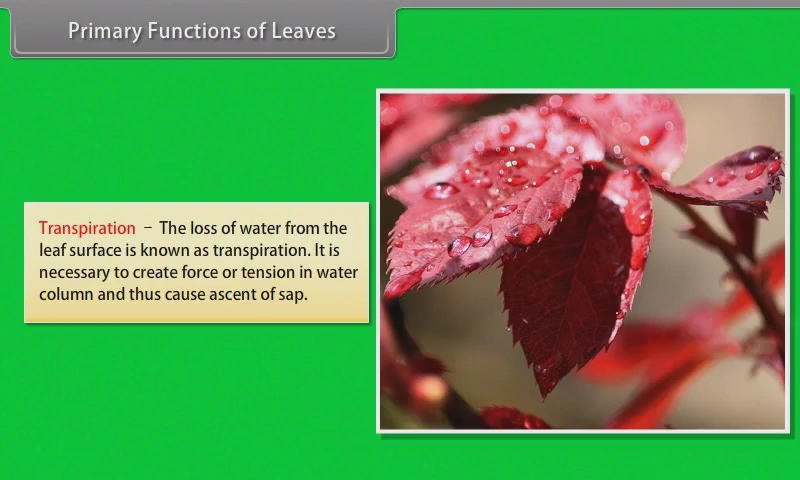 Primary Functions of Leaves
Transpiration – The loss of water from the
leaf surface is known as transpiration. It is
necessary to create force or tension in water
column and thus cause ascent of sap.